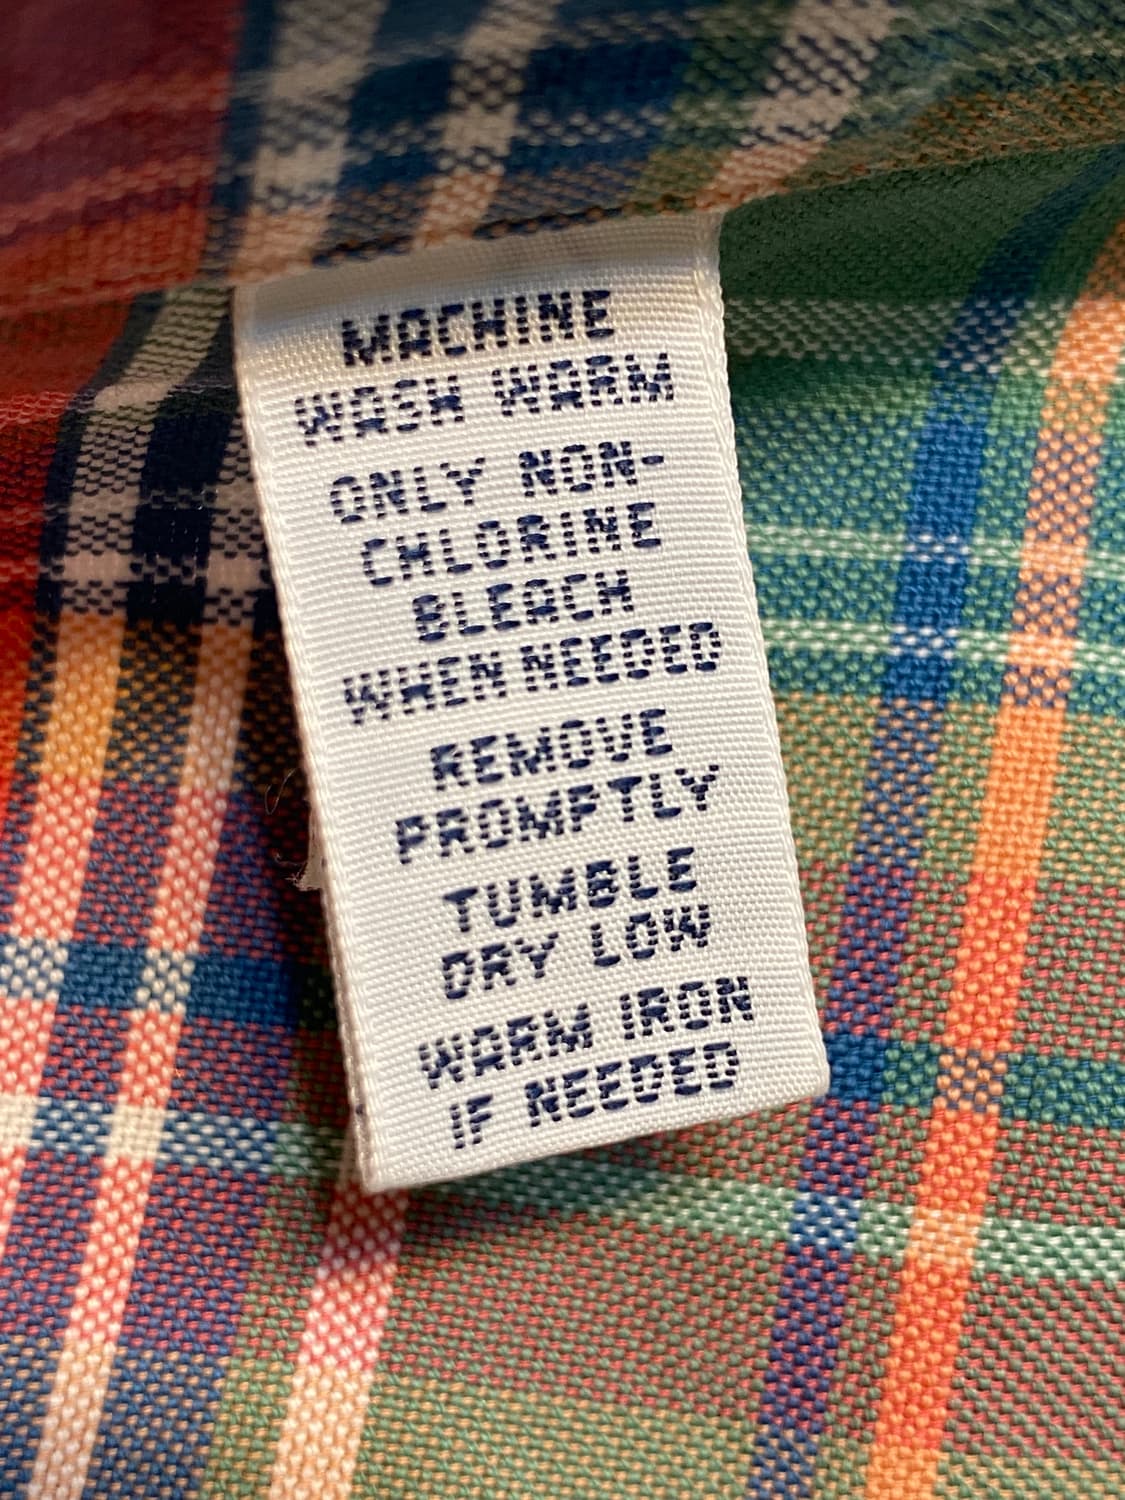 MACHINE
WASH WARM
ONLY NON-
CHLORINE
BLEACH
WHEN NEEDED
REMOVE
PROMPTLY
TUMBLE
DRY LOW
WARM IRON
IF NEEDED